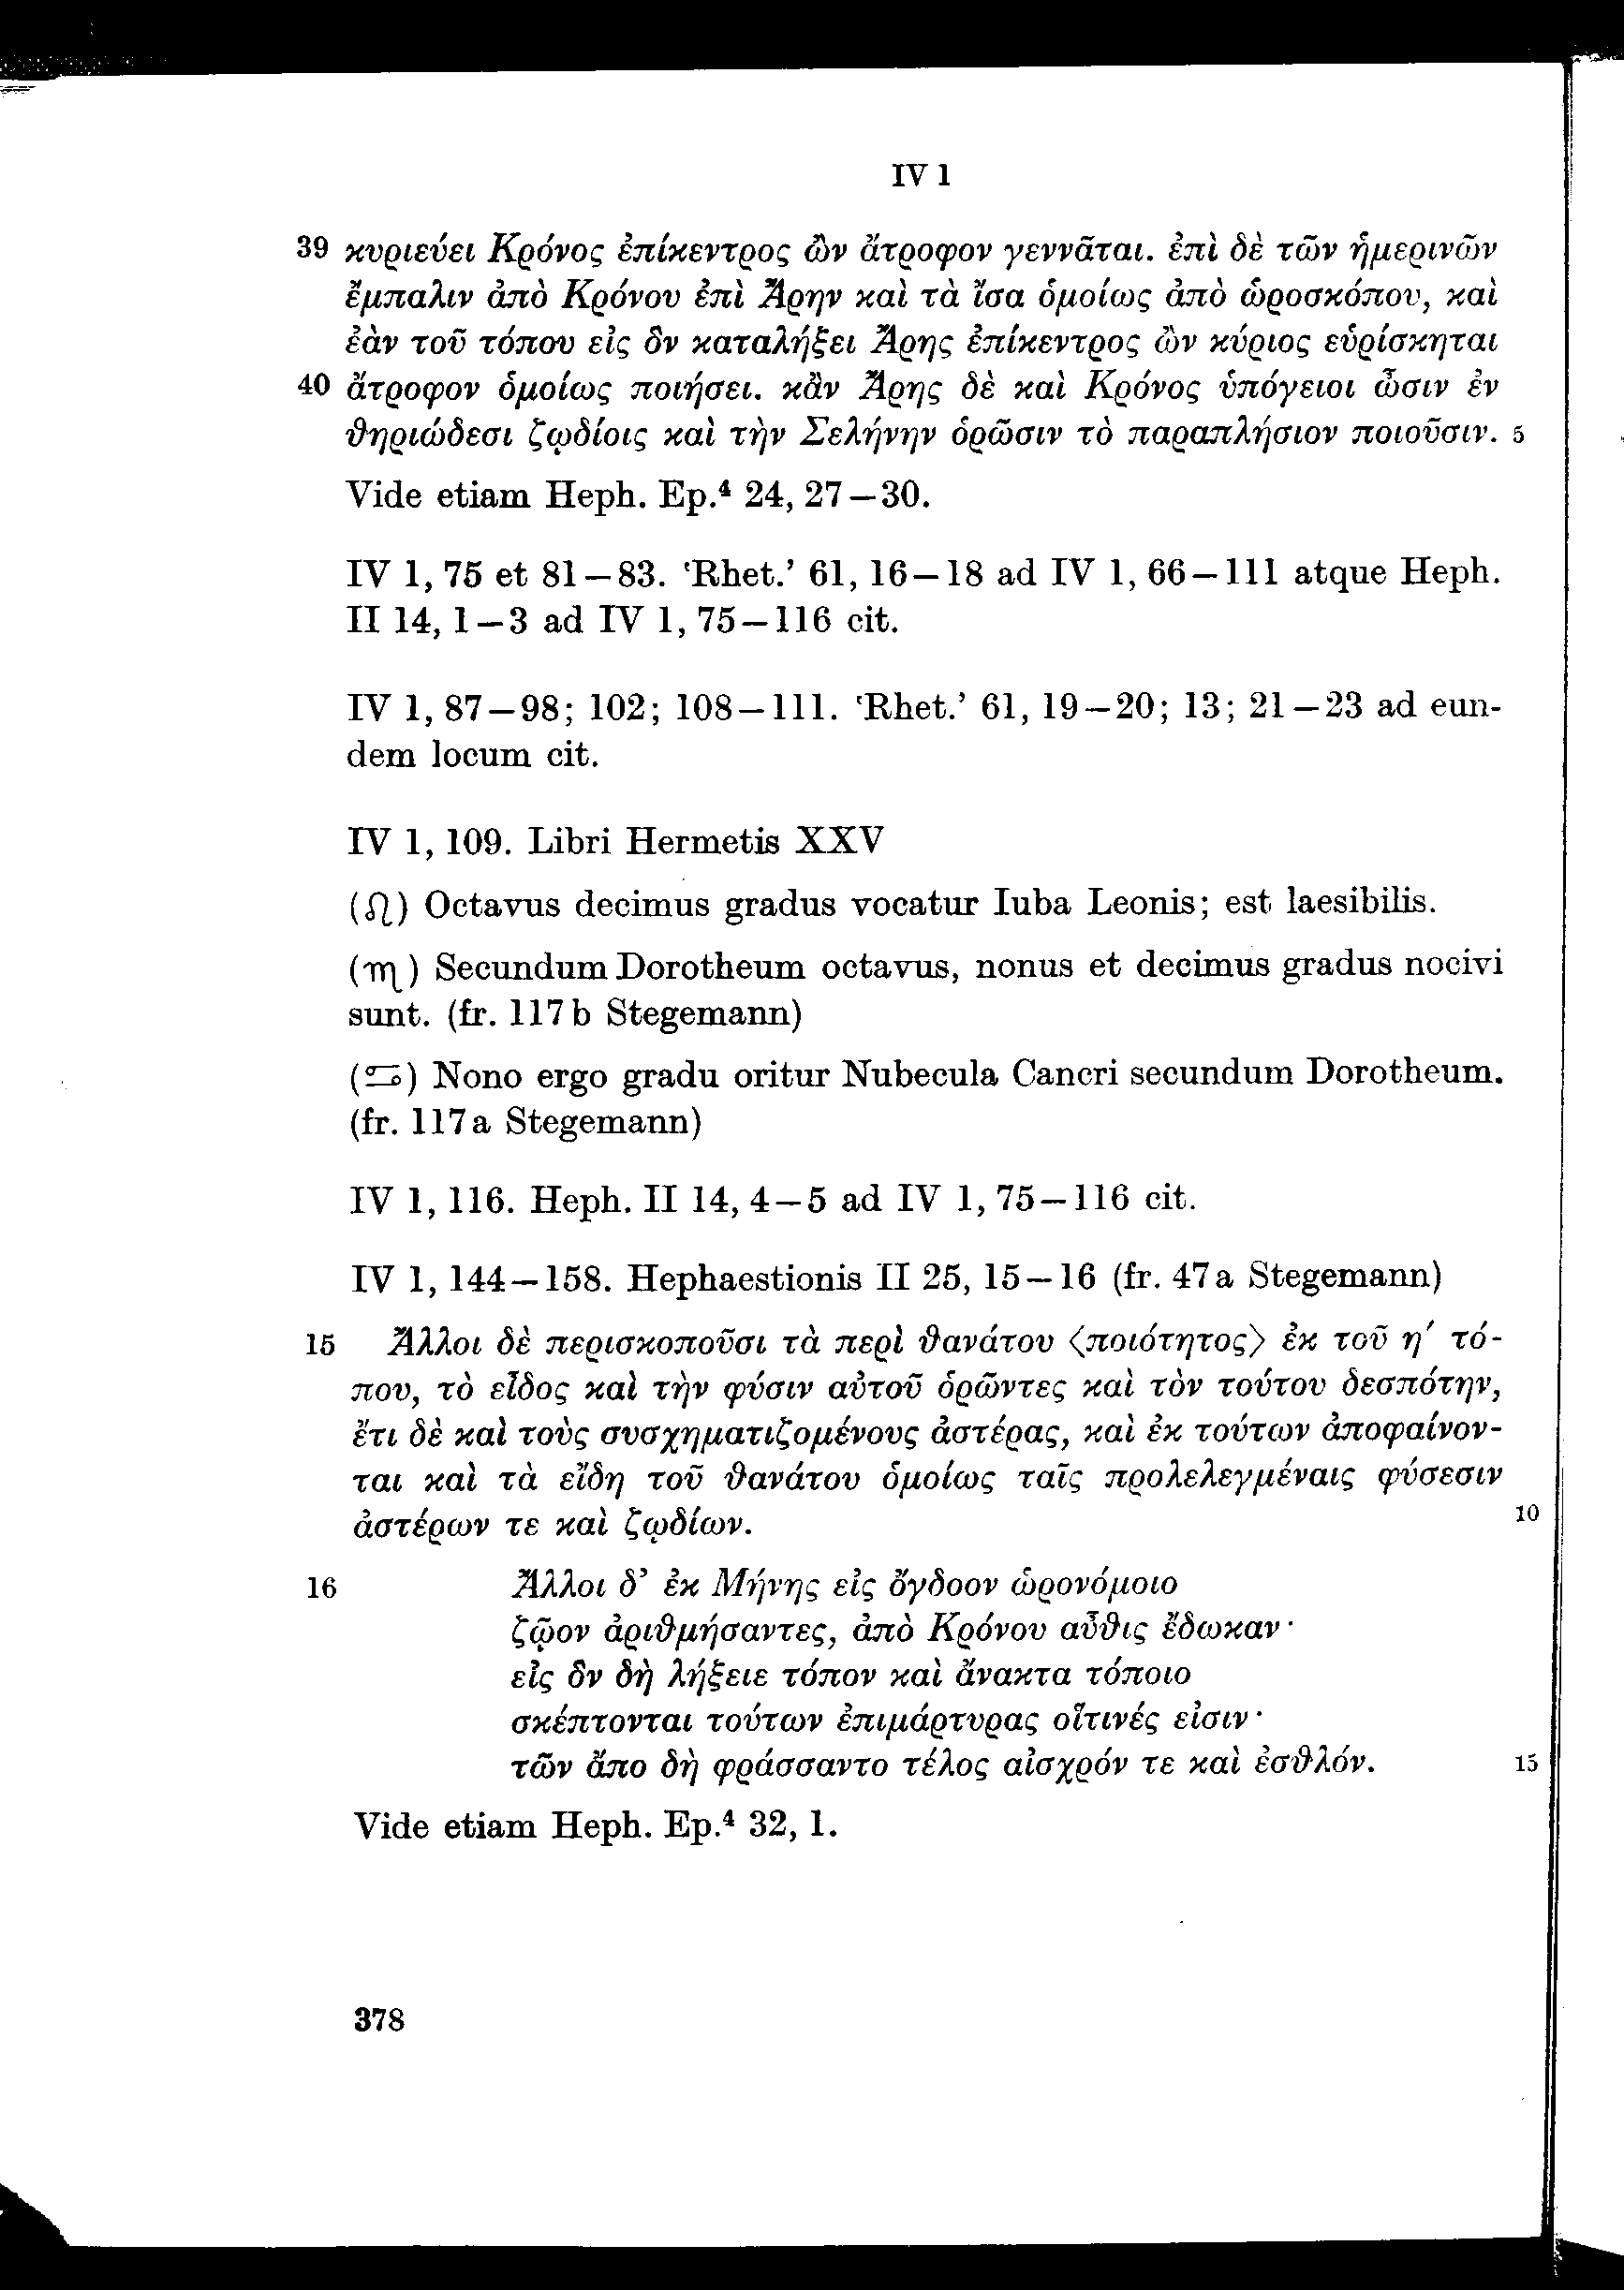 IV 1
39 κυριεύει Κρόνος ἐπίκεντρος ὢν ἄτροφον γεννᾶται. ἐπὶ δὲ τῶν ἡμερινῶν
ἔμπαλιν ἀπὸ Κρόνου ἐπὶ Ἄρην καὶ τὰ ἴσα ὁμοίως ἀπὸ ὡροσκόπου, καὶ
ἐὰν τοῦ τόπου εἰς ὃν καταλήξει Ἄρης ἐπίκεντρος ὢν κύριος εὑρίσκηται
40 ἄτροφον ὁμοίως ποιήσει. κἂν Ἄρης δὲ καὶ Κρόνος ὑπόγειοι ὦσιν ἐν
θηριώδεσι ζῳδίοις καὶ τὴν Σελήνην ὁρῶσιν τὸ παραπλήσιον ποιοῦσιν. 5
Vide etiam Heph. Ep.⁴ 24, 27–30.
IV 1, 75 et 81–83. ‘Rhet.’ 61, 16–18 ad IV 1, 66–111 atque Heph.
II 14, 1–3 ad IV 1, 75–116 cit.
IV 1, 87–98; 102; 108–111. ‘Rhet.’ 61, 19–20; 13; 21–23 ad eun-
dem locum cit.
IV 1, 109. Libri Hermetis XXV
(♌) Octavus decimus gradus vocatur Iuba Leonis; est laesibilis.
(♏) Secundum Dorotheum octavus, nonus et decimus gradus nocivi
sunt. (fr. 117 b Stegemann)
(♋) Nono ergo gradu oritur Nubecula Cancri secundum Dorotheum.
(fr. 117 a Stegemann)
IV 1, 116. Heph. II 14, 4–5 ad IV 1, 75–116 cit.
IV 1, 144–158. Hephaestionis II 25, 15–16 (fr. 47 a Stegemann)
15 Ἄλλοι δὲ περισκοποῦσι τὰ περὶ θανάτου ⟨ποιότητος⟩ ἐκ τοῦ η′ τό-
που, τὸ εἶδος καὶ τὴν φύσιν αὐτοῦ ὁρῶντες καὶ τὸν τούτου δεσπότην,
ἔτι δὲ καὶ τοὺς συσχηματιζομένους ἀστέρας, καὶ ἐκ τούτων ἀποφαίνον-
ται καὶ τὰ εἴδη τοῦ θανάτου ὁμοίως ταῖς προλελεγμέναις φύσεσιν
ἀστέρων τε καὶ ζῳδίων. 10
16 Ἄλλοι δ’ ἐκ Μήνης εἰς ὄγδοον ὡρονόμοιο
ζῷον ἀριθμήσαντες, ἀπὸ Κρόνου αὖθις ἔδωκαν·
εἰς ὃν δὴ λήξειε τόπον καὶ ἄνακτα τόποιο
σκέπτονται τούτων ἐπιμάρτυρας οἵτινές εἰσιν·
τῶν ἄπο δὴ φράσσαντο τέλος αἰσχρόν τε καὶ ἐσθλόν. 15
Vide etiam Heph. Ep.⁴ 32, 1.
378